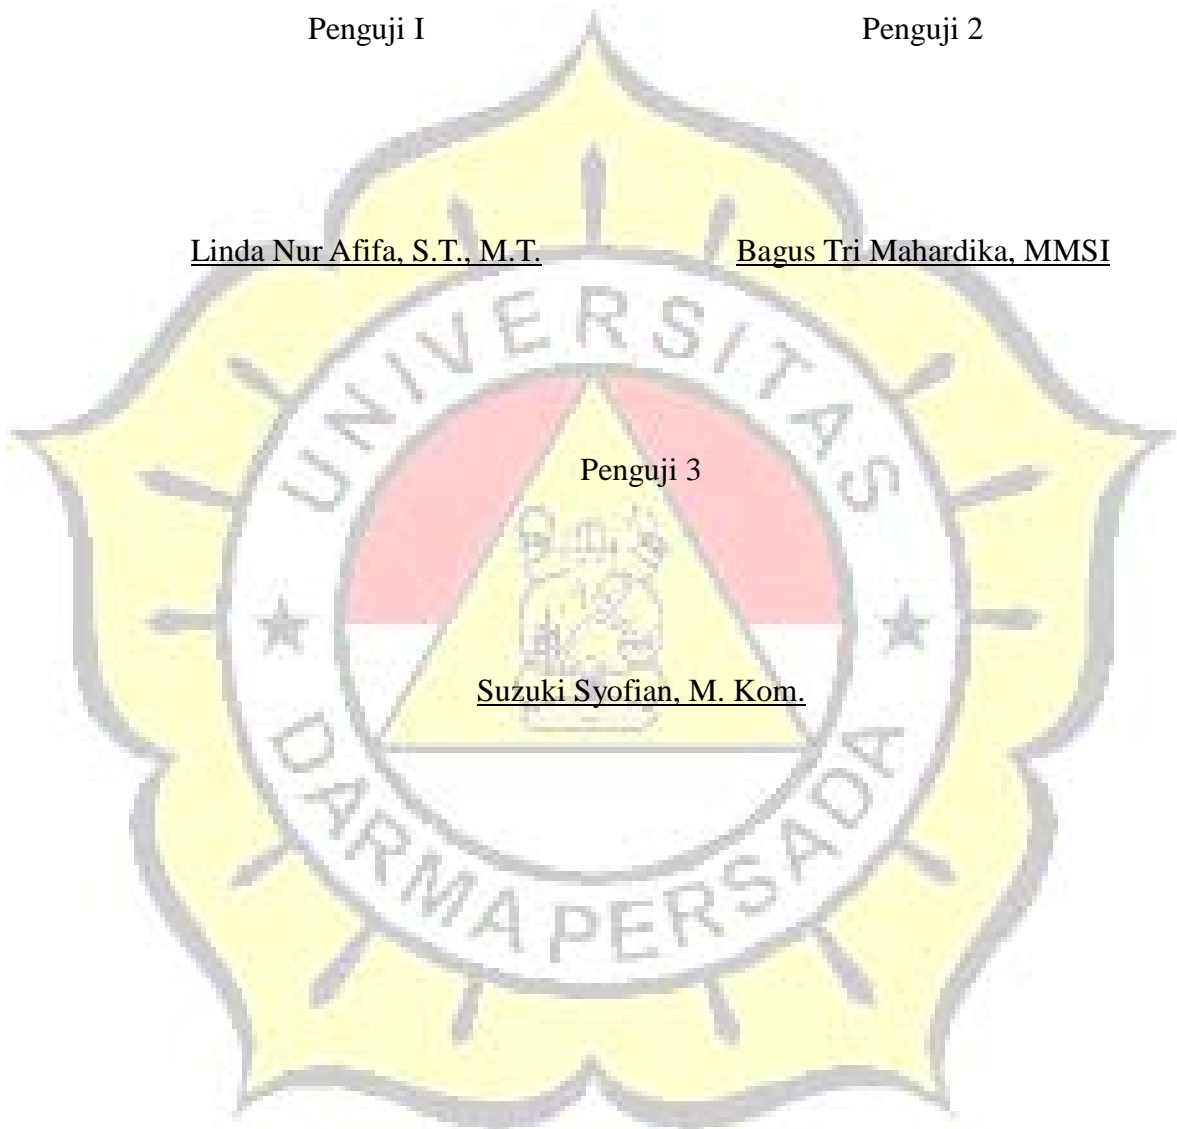 Penguji I Penguji 2
Linda Nur Afifa, S.T., M.T. Bagus Tri Mahardika, MMSI
UNIVERSITAS
Penguji 3
Suzuki Syofian, M. Kom.
DARMA PERSADA